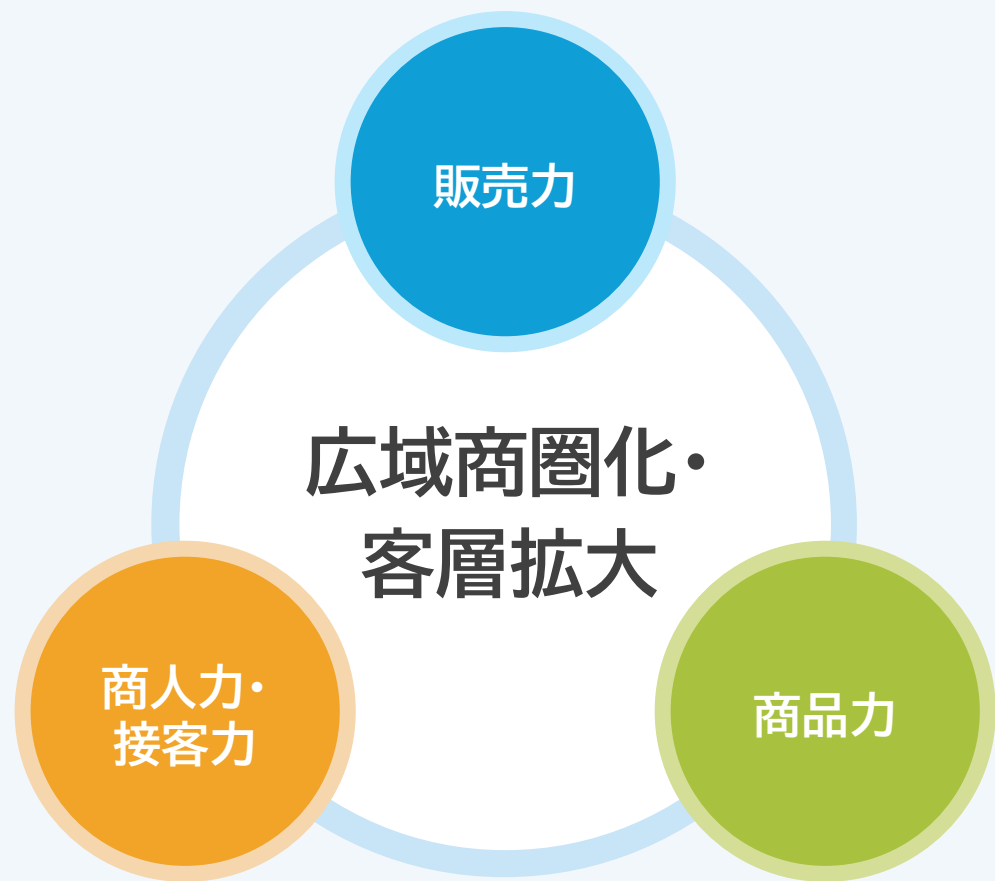 販売力
広域商圏化・
客層拡大
商人力・
接客力
商品力